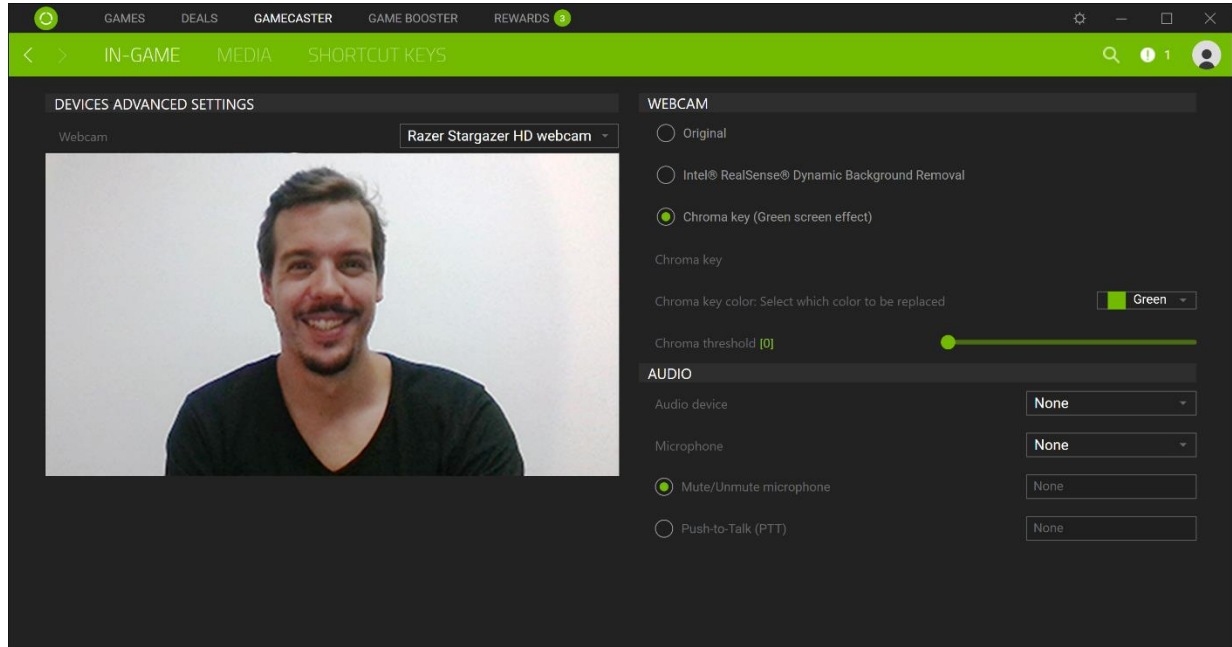 GAMES DEALS GAMECASTER GAME BOOSTER REWARDS 3
IN-GAME MEDIA SHORTCUT KEYS 1
DEVICES ADVANCED SETTINGS
Webcam Razer Stargazer HD webcam
WEBCAM
Original
Intel® RealSense® Dynamic Background Removal
Chroma key (Green screen effect)
Chroma key
Chroma key color: Select which color to be replaced Green
Chroma threshold [0]
AUDIO
Audio device None
Microphone None
Mute/Unmute microphone None
Push-to-Talk (PTT) None